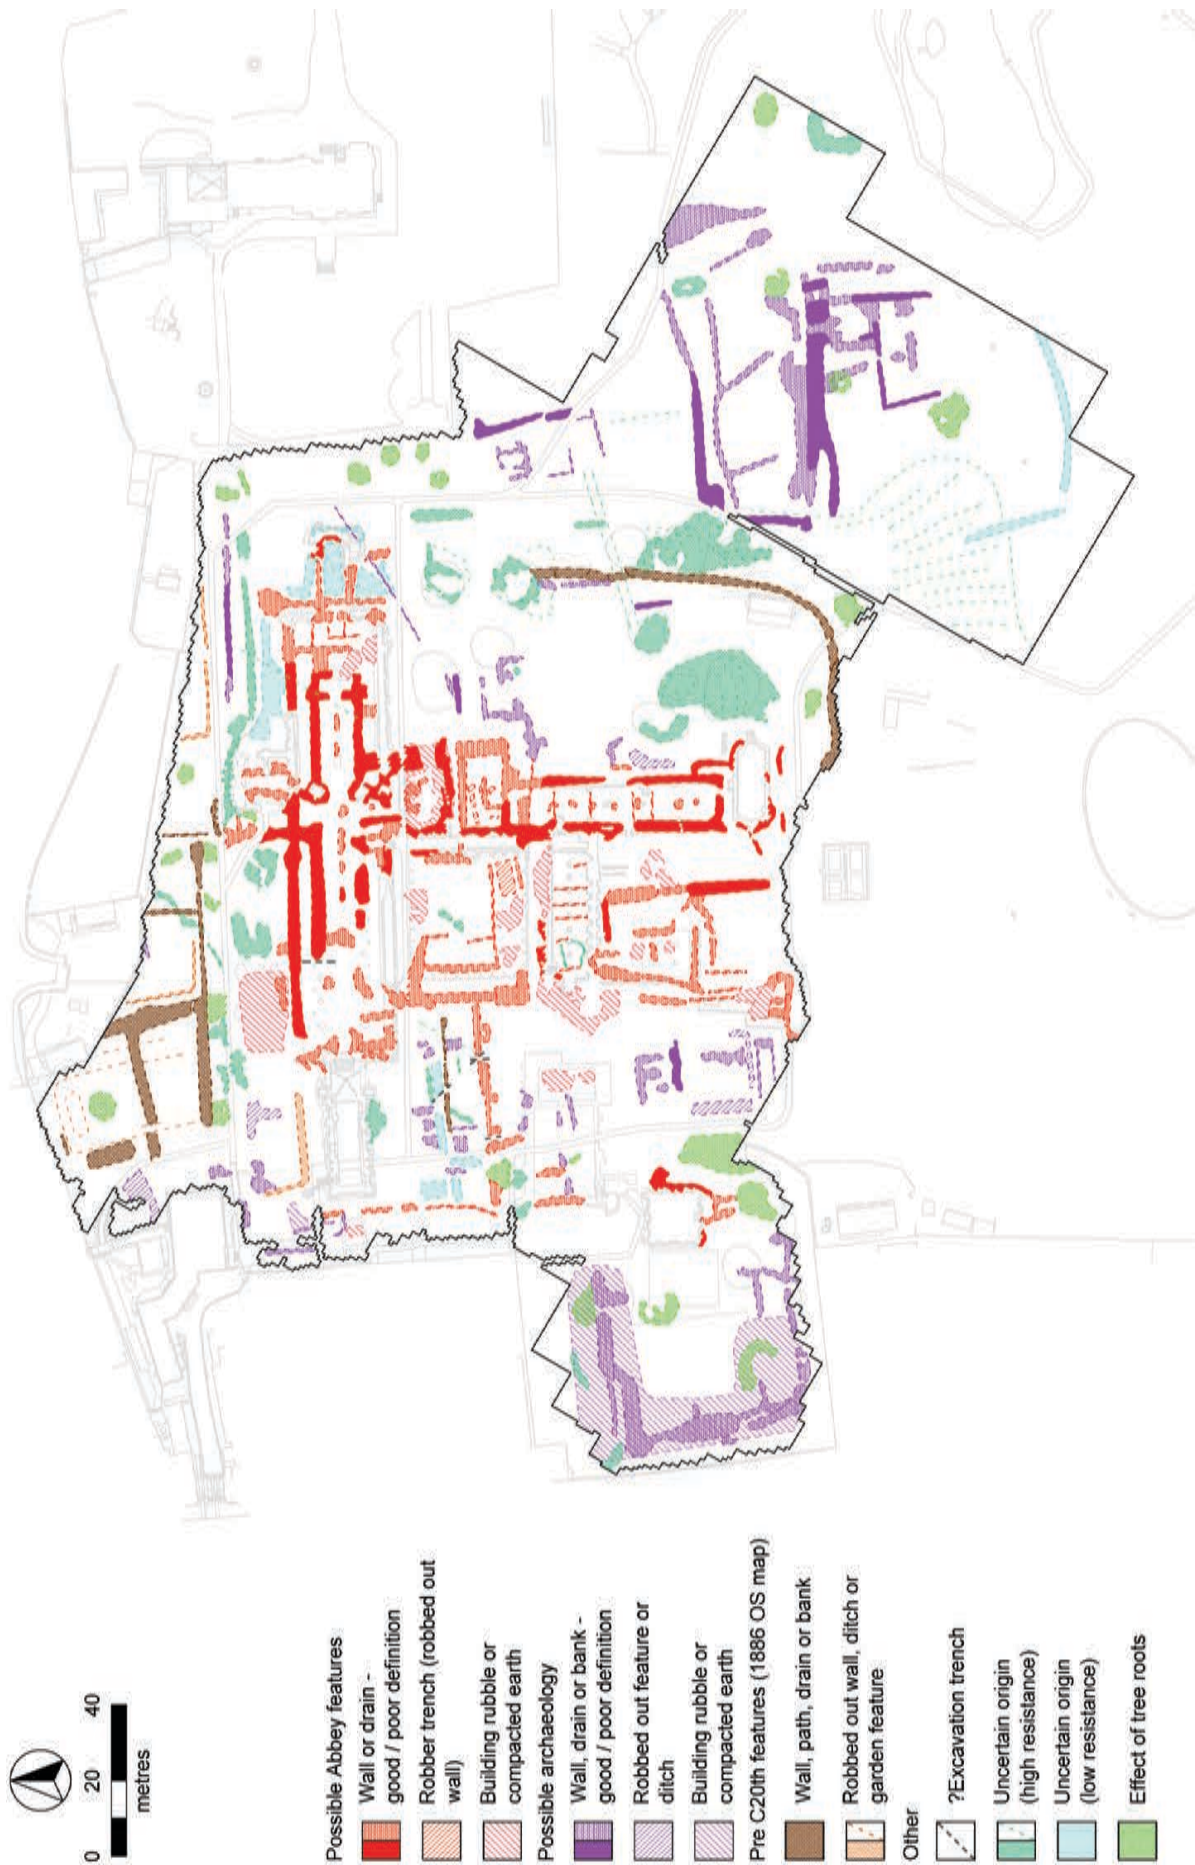 0 20 40
metres
Possible Abbey features
Wall or drain -
good / poor definition
Robber trench (robbed out
wall)
Building rubble or
compacted earth
Possible archaeology
Wall, drain or bank -
good / poor definition
Robbed out feature or
ditch
Building rubble or
compacted earth
Pre C20th features (1886 OS map)
Wall, path, drain or bank
Robbed out wall, ditch or
garden feature
Other
?Excavation trench
Uncertain origin
(high resistance)
Uncertain origin
(low resistance)
Effect of tree roots